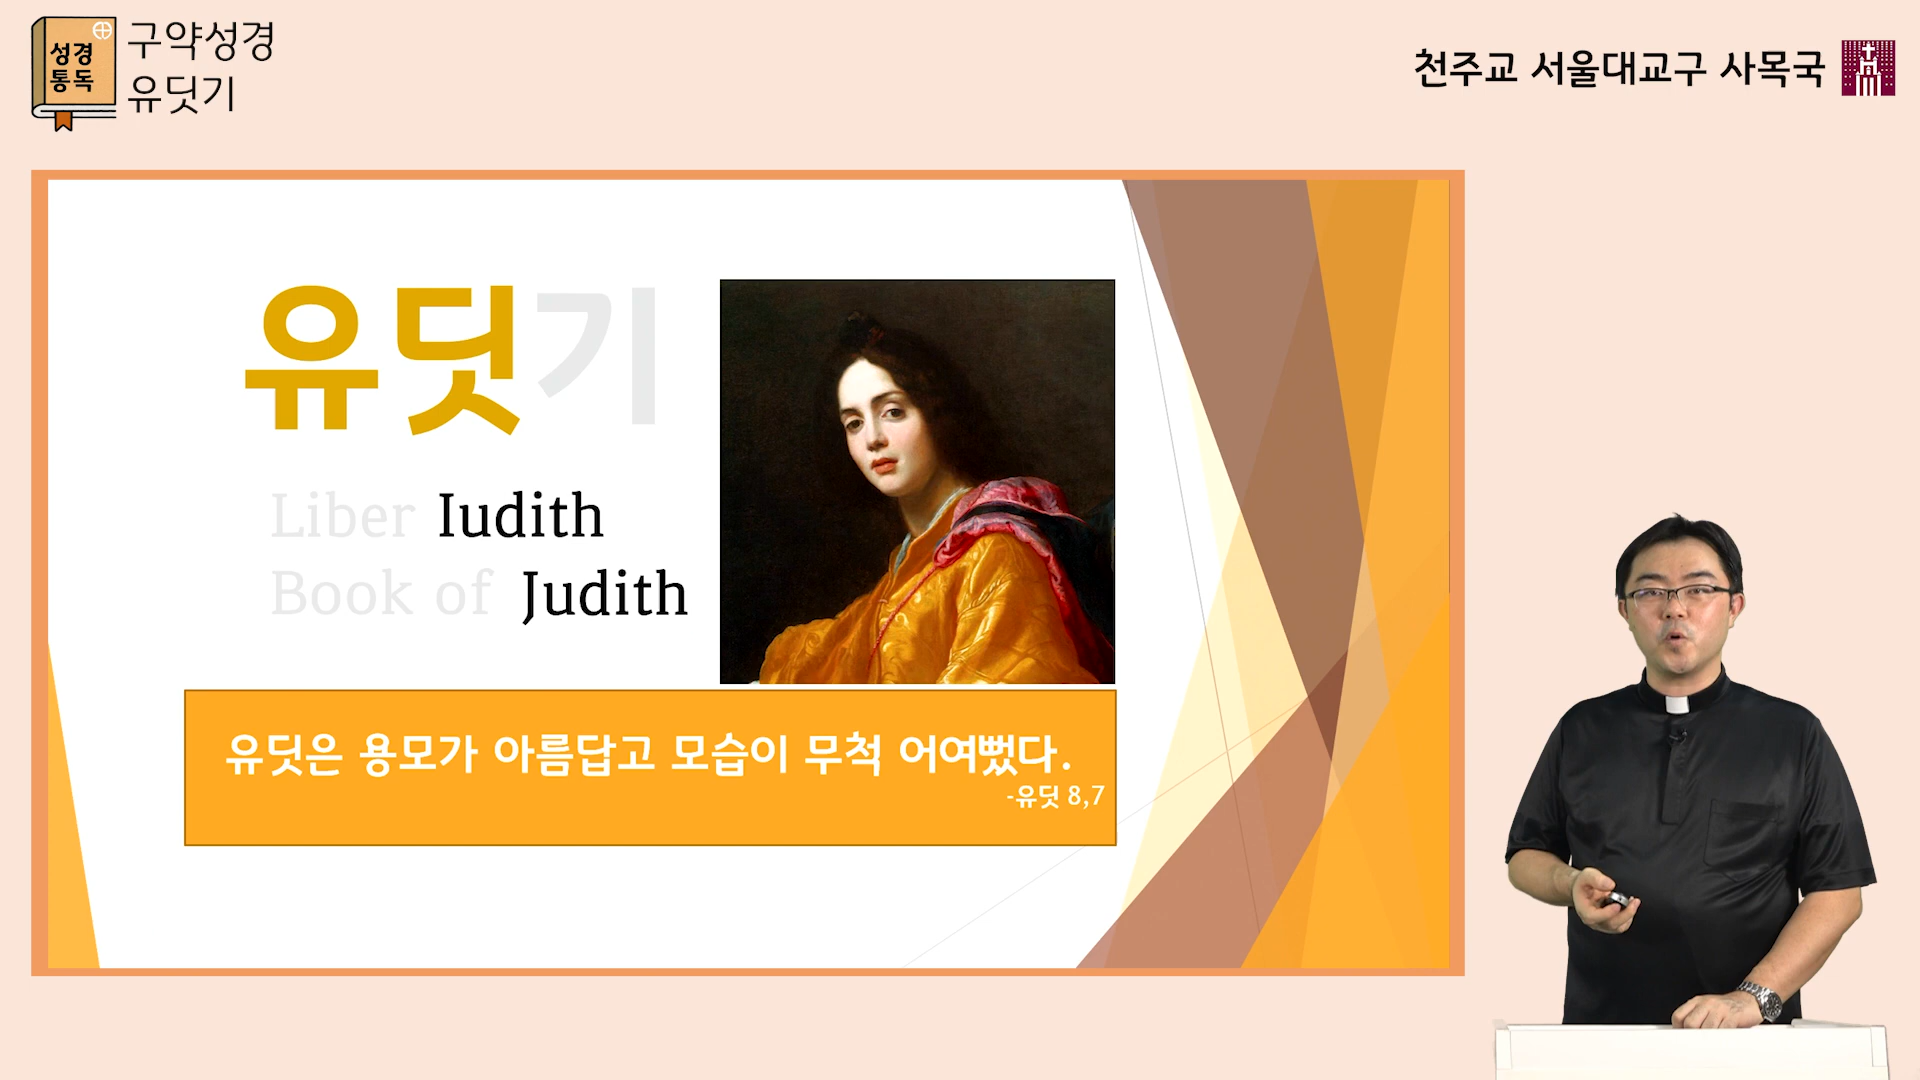 성경
통독
구약성경
유딧기
천주교 서울대교구 사목국
유딧기
Liber Iudith
Book of Judith
유딧은 용모가 아름답고 모습이 무척 어여뻤다.
-유딧 8,7